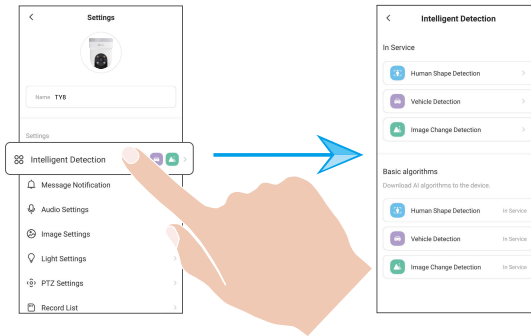 Settings
Name TY8
Settings
Intelligent Detection
Message Notification
Audio Settings
Image Settings
Light Settings
PTZ Settings
Record List
Intelligent Detection
In Service
Human Shape Detection
Vehicle Detection
Image Change Detection
Basic algorithms
Download AI algorithms to the device.
Human Shape Detection In Service
Vehicle Detection In Service
Image Change Detection In Service